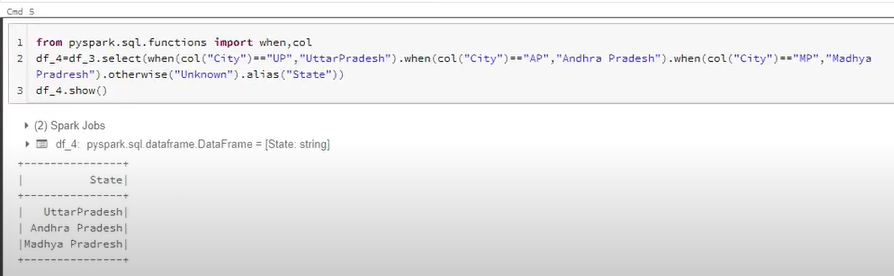 Cmd 5
1 from pyspark.sql.functions import when,col
2 df_4=df_3.select(when(col("City")=="UP","UttarPradesh").when(col("City")=="AP","Andhra Pradesh").when(col("City")=="MP","Madhya
Pradresh").otherwise("Unknown").alias("State"))
3 df_4.show()
(2) Spark Jobs
df_4: pyspark.sql.dataframe.DataFrame = [State: string]
+---------------+
|          State|
+---------------+
|   UttarPradesh|
| Andhra Pradesh|
|Madhya Pradresh|
+---------------+